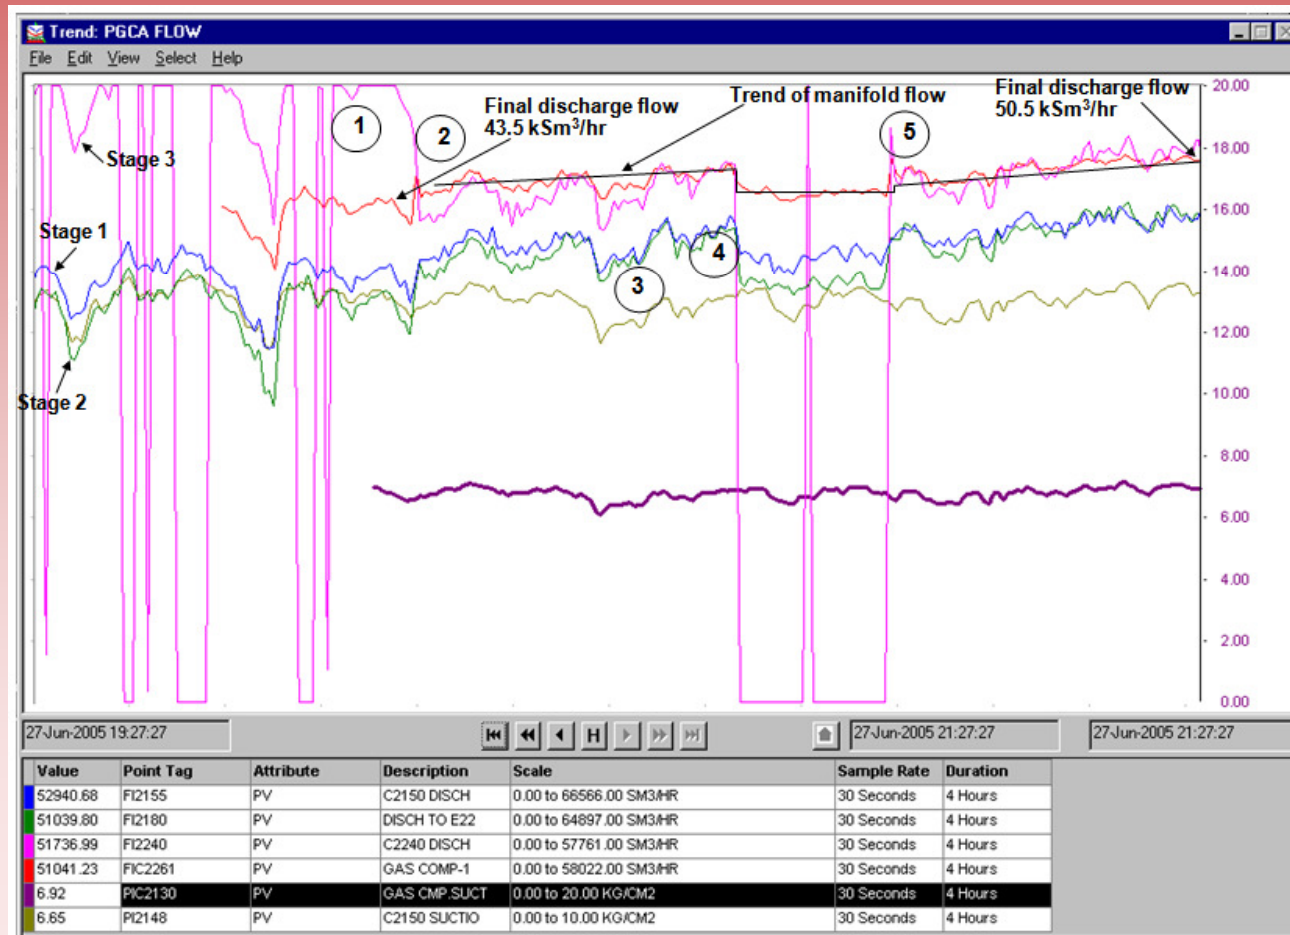 Trend: PGCA FLOW
File Edit View Select Help
Final discharge flow
43.5 kSm³/hr
Trend of manifold flow
Final discharge flow
50.5 kSm³/hr
1
2
5
Stage 3
Stage 1
4
3
Stage 2
20.00
18.00
16.00
14.00
12.00
10.00
8.00
6.00
4.00
2.00
0.00
27-Jun-2005 19:27:27 H 27-Jun-2005 21:27:27 27-Jun-2005 21:27:27
Value Point Tag Attribute Description Scale Sample Rate Duration
52940.68 FI2155 PV C2150 DISCH 0.00 to 66566.00 SM3/HR 30 Seconds 4 Hours
51039.80 FI2180 PV DISCH TO E22 0.00 to 64897.00 SM3/HR 30 Seconds 4 Hours
51736.99 FI2240 PV C2240 DISCH 0.00 to 57761.00 SM3/HR 30 Seconds 4 Hours
51041.23 FIC2261 PV GAS COMP-1 0.00 to 58022.00 SM3/HR 30 Seconds 4 Hours
6.92 PIC2130 PV GAS CMP.SUCT 0.00 to 20.00 KG/CM2 30 Seconds 4 Hours
6.65 PI2148 PV C2150 SUCTIO 0.00 to 10.00 KG/CM2 30 Seconds 4 Hours